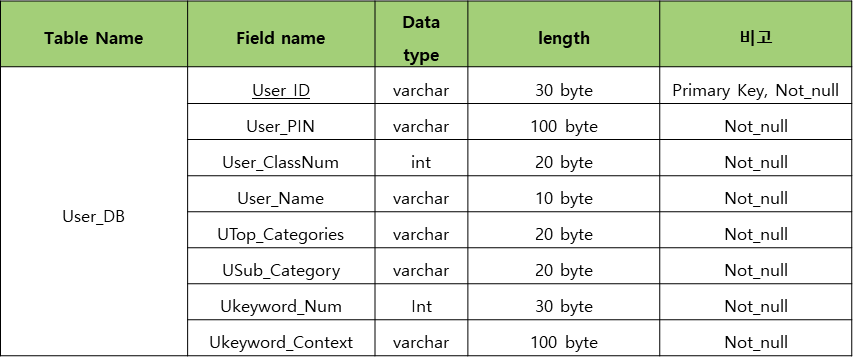 Table Name Field name Data type length 비고
User_DB
User_ID varchar 30 byte Primary Key, Not_null
User_PIN varchar 100 byte Not_null
User_ClassNum int 20 byte Not_null
User_Name varchar 10 byte Not_null
UTop_Categories varchar 20 byte Not_null
USub_Category varchar 20 byte Not_null
Ukeyword_Num Int 30 byte Not_null
Ukeyword_Context varchar 100 byte Not_null